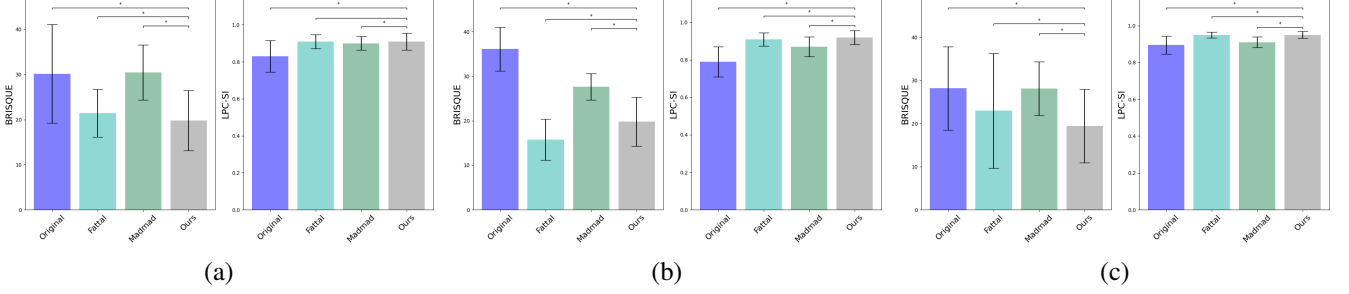 BRISQUE
40
30
20
10
0
Original
Fattal
Madmad
Ours
* * *
LPC-SI
1.0
0.8
0.6
0.4
0.2
0.0
Original
Fattal
Madmad
Ours
* * *
(a)
BRISQUE
40
30
20
10
0
Original
Fattal
Madmad
Ours
* * *
LPC-SI
1.0
0.8
0.6
0.4
0.2
0.0
Original
Fattal
Madmad
Ours
* * *
(b)
BRISQUE
40
30
20
10
0
Original
Fattal
Madmad
Ours
* * *
LPC-SI
1.0
0.8
0.6
0.4
0.2
0.0
Original
Fattal
Madmad
Ours
* * *
(c)